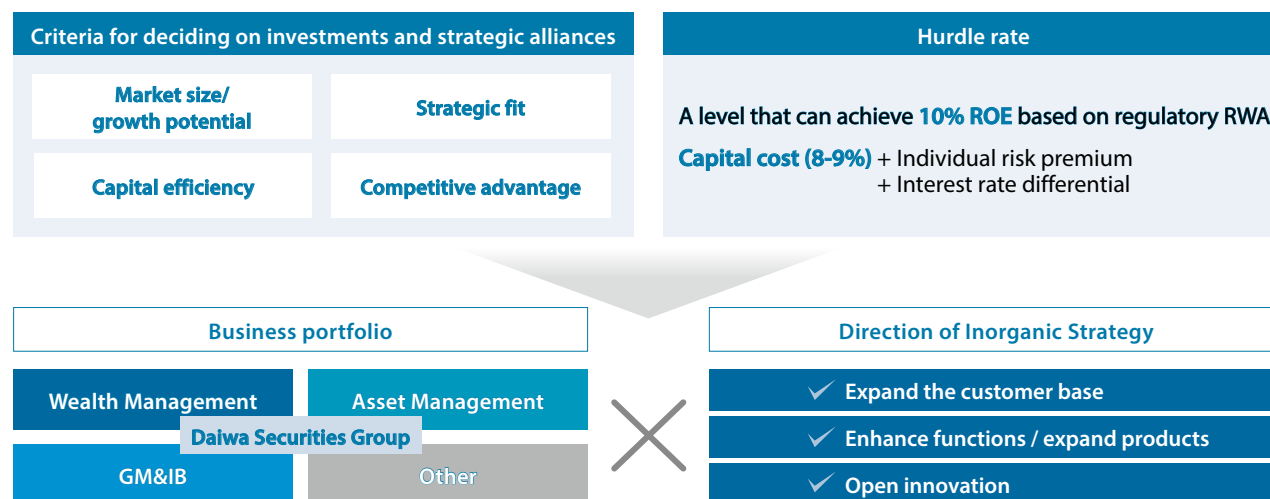 Criteria for deciding on investments and strategic alliances
Market size/
growth potential
Strategic fit
Capital efficiency
Competitive advantage
Hurdle rate
A level that can achieve 10% ROE based on regulatory RWA
Capital cost (8-9%) + Individual risk premium
+ Interest rate differential
Business portfolio
Wealth Management
Asset Management
Daiwa Securities Group
GM&IB
Other
Direction of Inorganic Strategy
Expand the customer base
Enhance functions / expand products
Open innovation